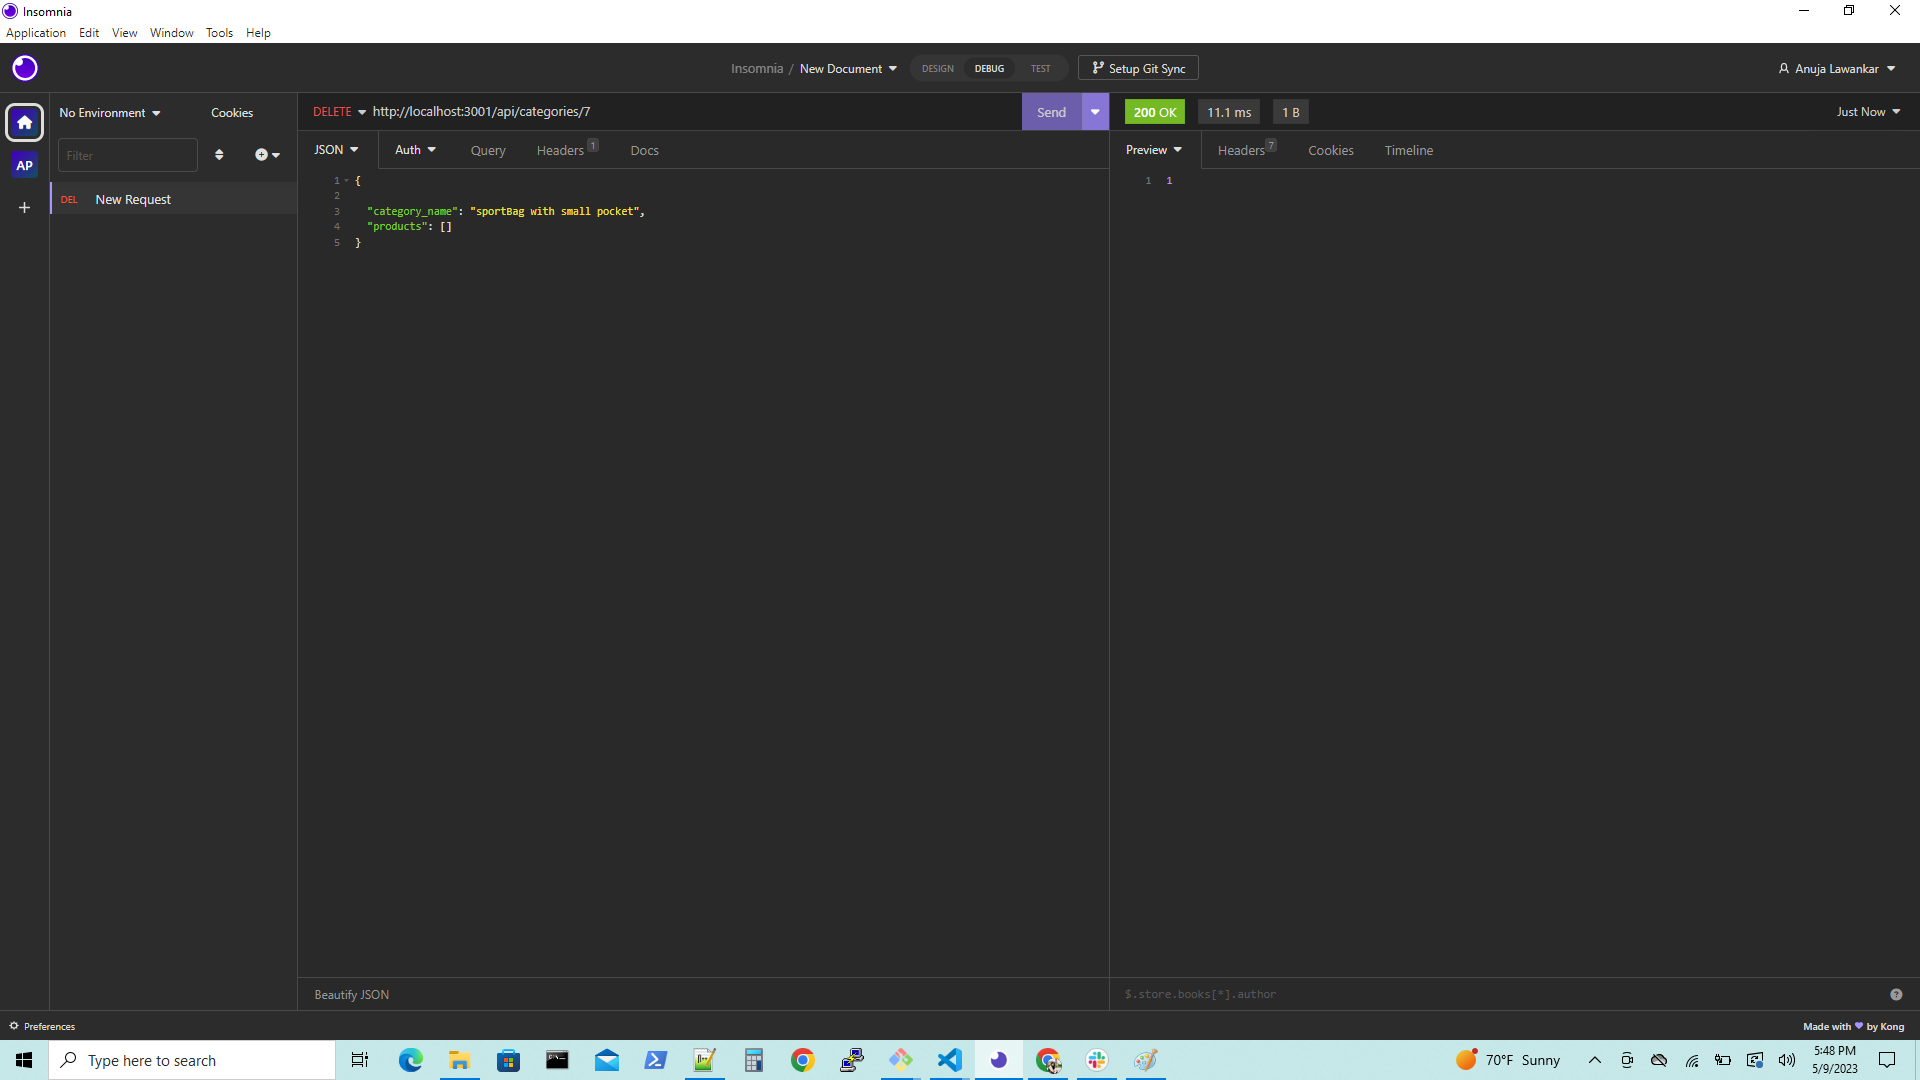 Insomnia
Application Edit View Window Tools Help
Insomnia / New Document DESIGN DEBUG TEST Setup Git Sync Anuja Lawankar
No Environment Cookies DELETE http://localhost:3001/api/categories/7 Send 200 OK 11.1 ms 1 B Just Now
Filter JSON Auth Query Headers 1 Docs Preview Headers 7 Cookies Timeline
AP
DEL New Request
1 {
2
3 "category_name": "sportBag with small pocket",
4 "products": []
5 }
1 1
Beautify JSON $.store.books[*].author ?
Preferences Made with by Kong
Type here to search 70°F Sunny 5:48 PM
5/9/2023